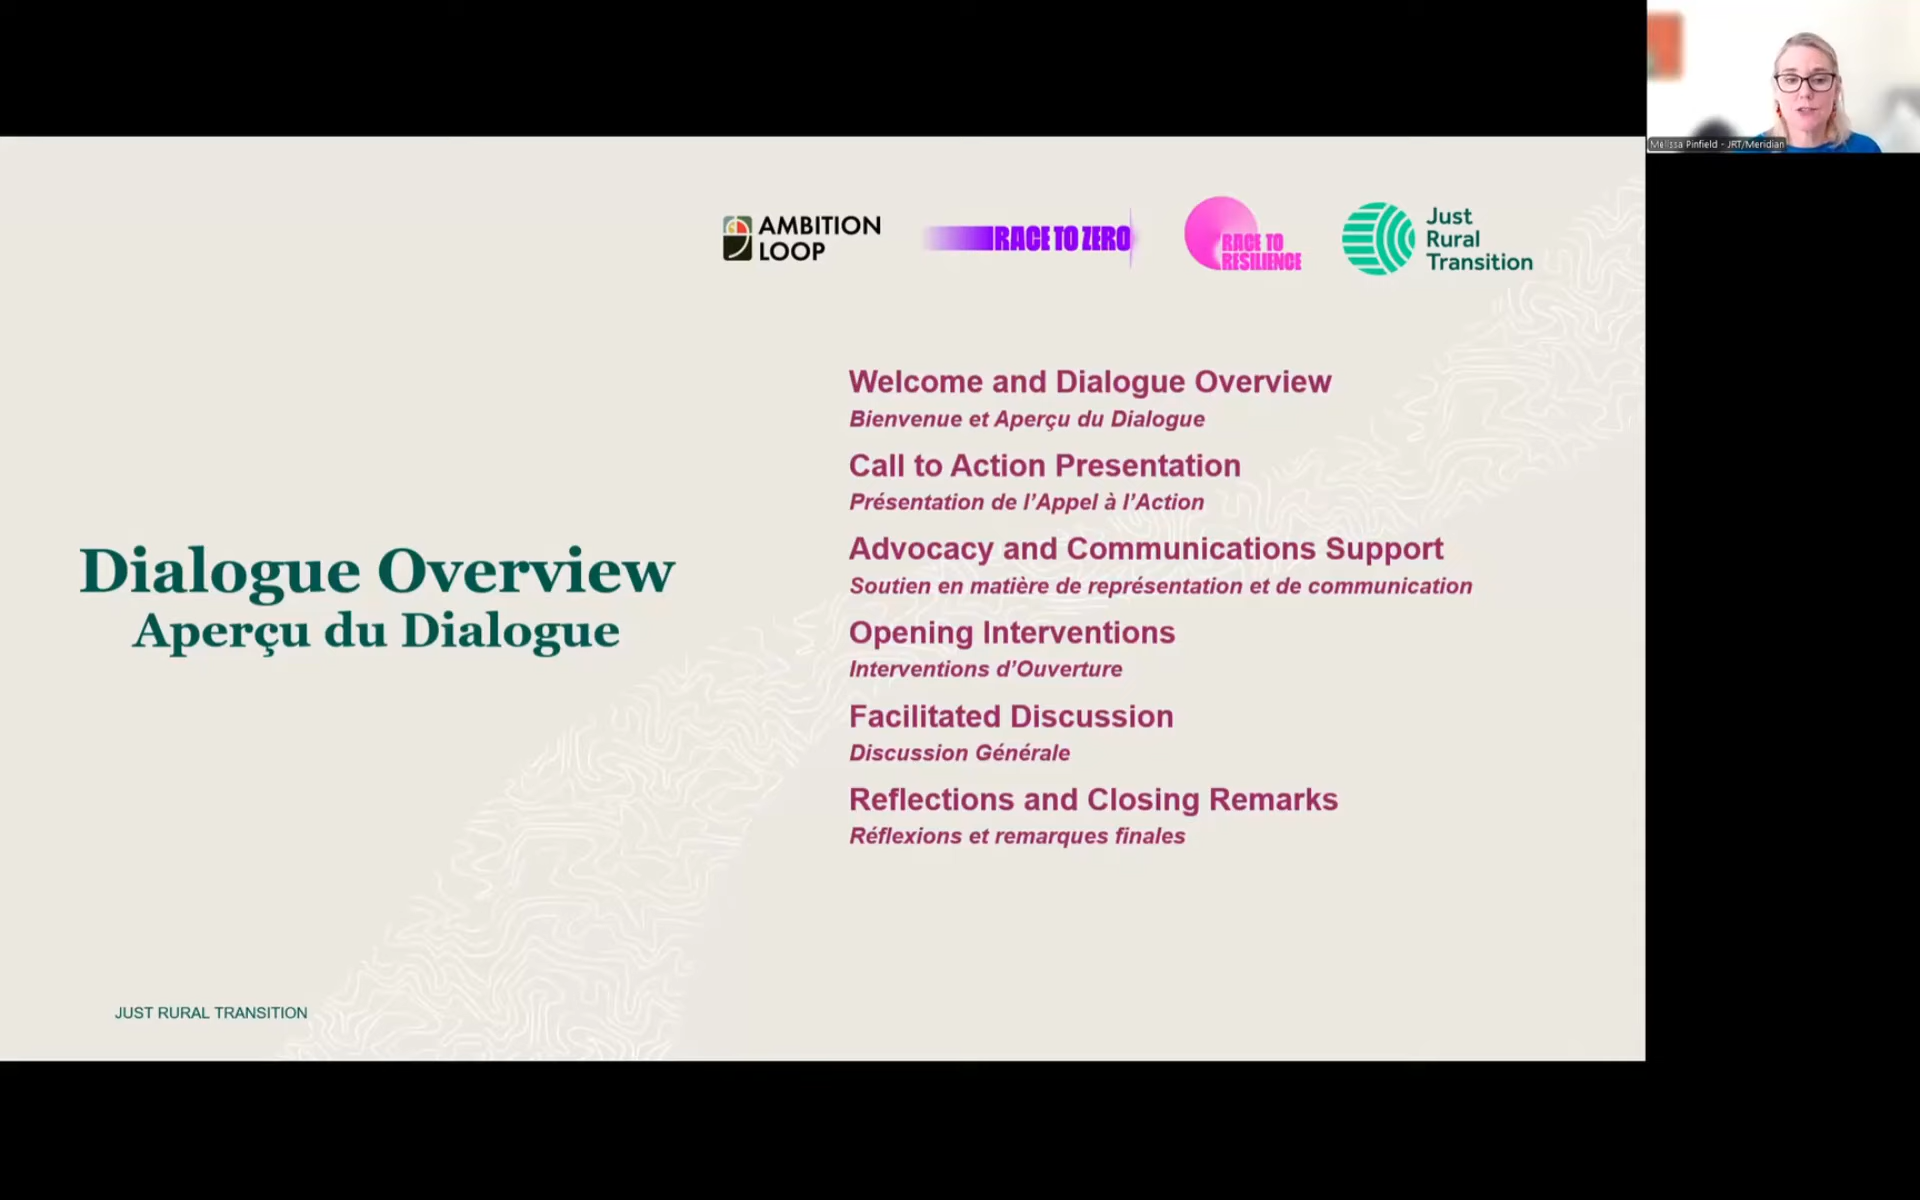 Melissa Pinfield - JRT/Meridian
AMBITION
LOOP
RACE TO ZERO
RACE TO
RESILIENCE
Just
Rural
Transition
Dialogue Overview
Aperçu du Dialogue
Welcome and Dialogue Overview
Bienvenue et Aperçu du Dialogue
Call to Action Presentation
Présentation de l’Appel à l’Action
Advocacy and Communications Support
Soutien en matière de représentation et de communication
Opening Interventions
Interventions d’Ouverture
Facilitated Discussion
Discussion Générale
Reflections and Closing Remarks
Réflexions et remarques finales
JUST RURAL TRANSITION